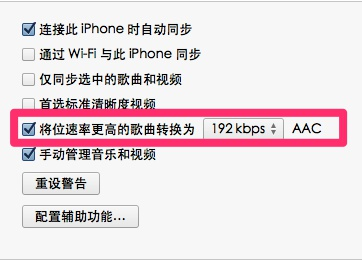 连接此 iPhone 时自动同步
通过 Wi-Fi 与此 iPhone 同步
仅同步选中的歌曲和视频
首选标准清晰度视频
将位速率更高的歌曲转换为 192 kbps AAC
手动管理音乐和视频
重设警告
配置辅助功能...